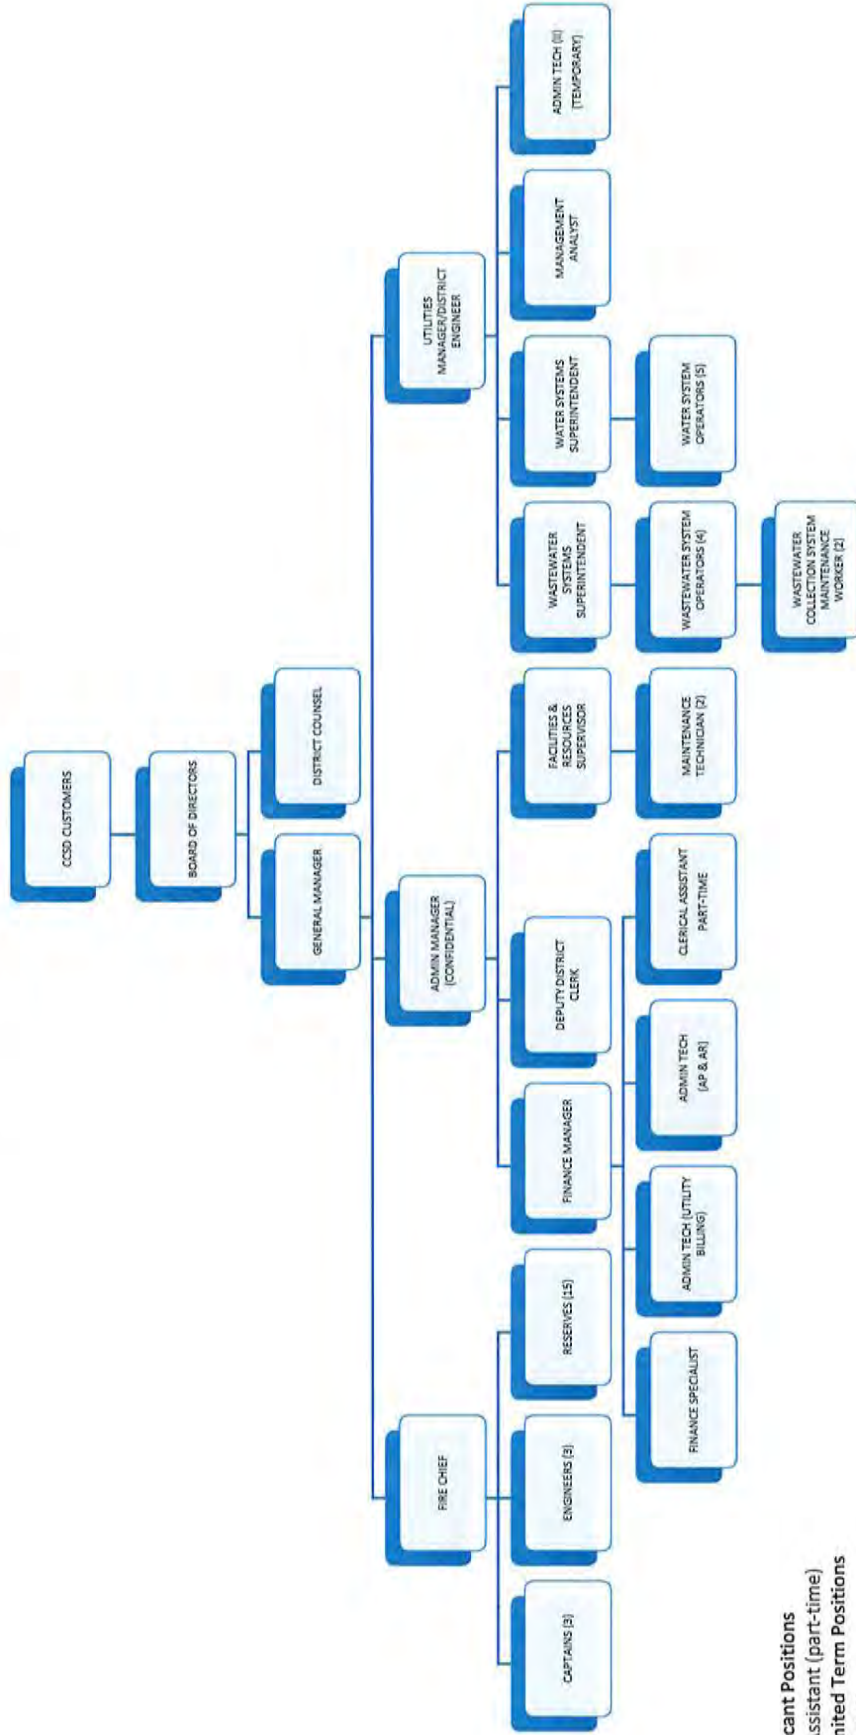 CCSD CUSTOMERS
BOARD OF DIRECTORS
GENERAL MANAGER
DISTRICT COUNSEL
FIRE CHIEF
ADMIN MANAGER
(CONFIDENTIAL)
UTILITIES
MANAGER/DISTRICT
ENGINEER
CAPTAINS (3)
ENGINEERS (3)
RESERVES (15)
FINANCE MANAGER
DEPUTY DISTRICT
CLERK
FACILITIES &
RESOURCES
SUPERVISOR
WASTEWATER
SYSTEMS
SUPERINTENDENT
WATER SYSTEMS
SUPERINTENDENT
MANAGEMENT
ANALYST
ADMIN TECH (II)
(TEMPORARY)
FINANCE SPECIALIST
ADMIN TECH (UTILITY
BILLING)
ADMIN TECH
(AP & AR)
CLERICAL ASSISTANT
PART-TIME
MAINTENANCE
TECHNICIAN (2)
WASTEWATER SYSTEM
OPERATORS (4)
WATER SYSTEM
OPERATORS (5)
WASTEWATER
COLLECTION SYSTEM
MAINTENANCE
WORKER (2)
cant Positions
ssistant (part-time)
nited Term Positions